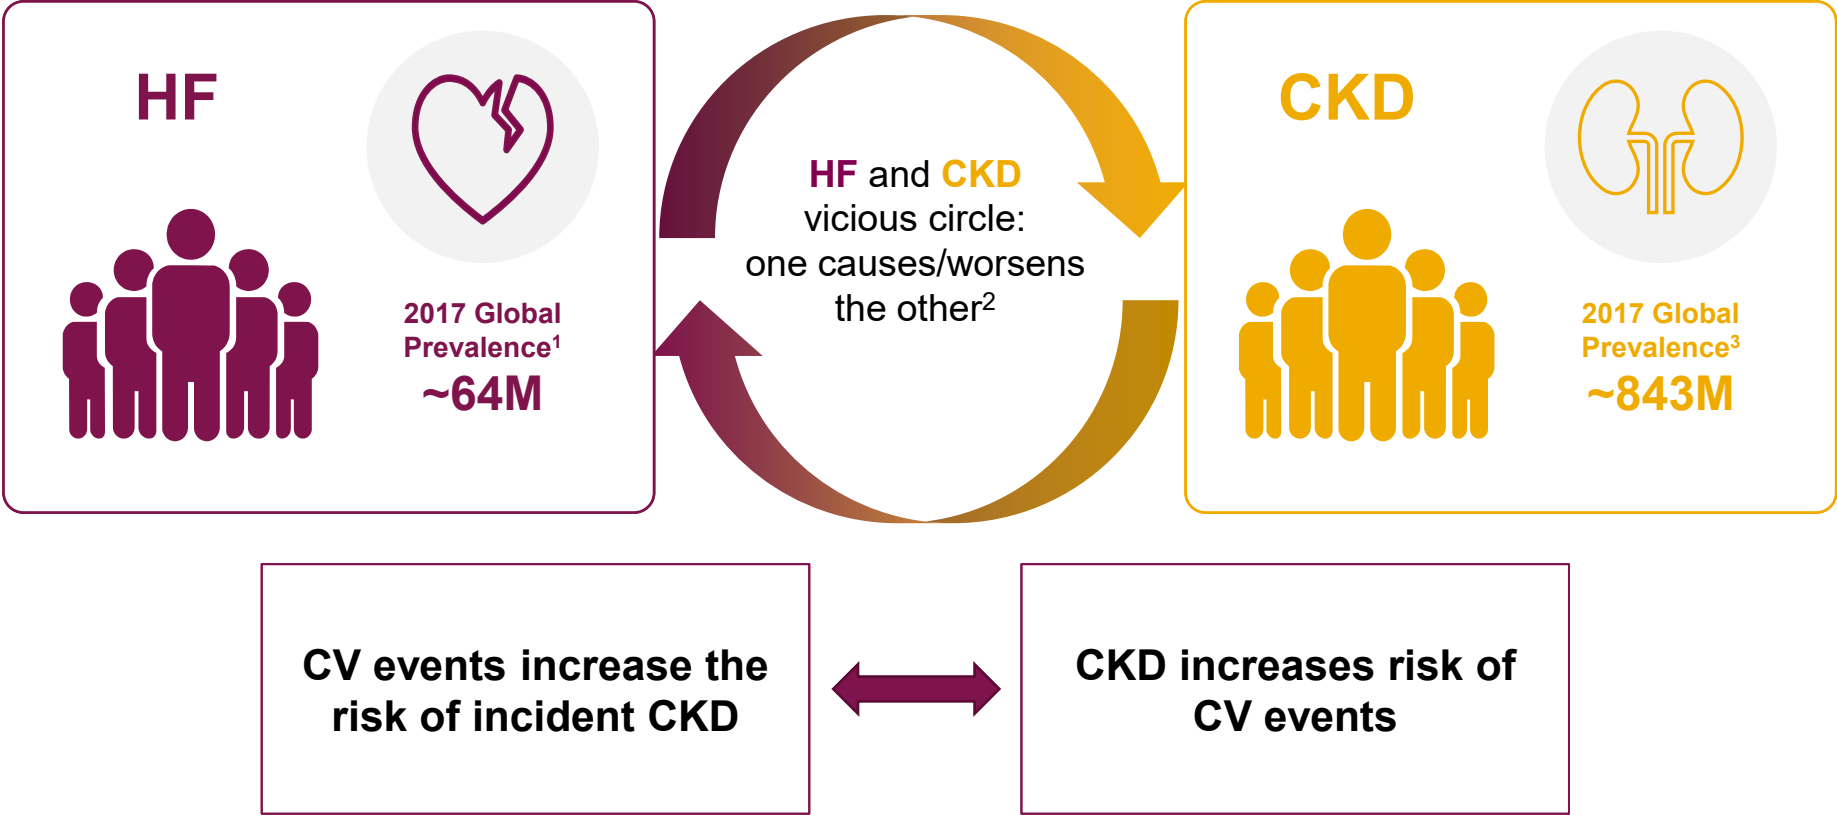 HF
2017 Global
Prevalence1
~64M
HF and CKD
vicious circle:
one causes/worsens
the other2
CKD
2017 Global
Prevalence3
~843M
CV events increase the
risk of incident CKD
CKD increases risk of
CV events